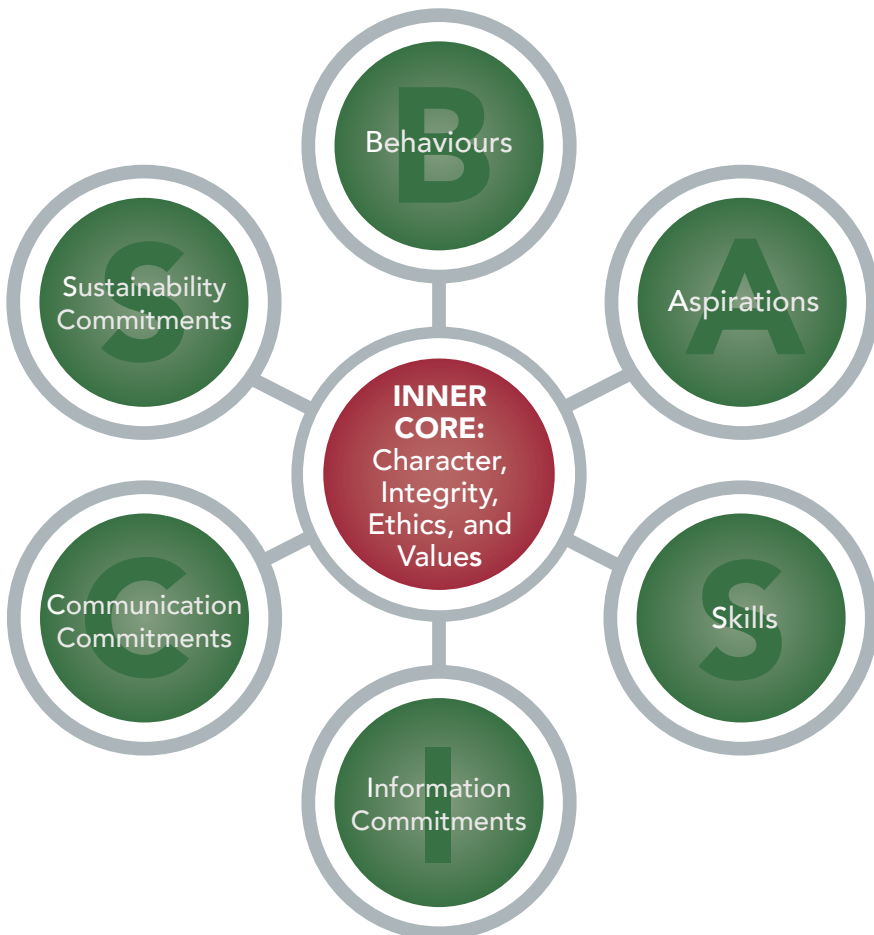 B
Behaviours
A
Aspirations
S
Skills
I
Information
Commitments
C
Communication
Commitments
S
Sustainability
Commitments
INNER
CORE:
Character,
Integrity,
Ethics, and
Values